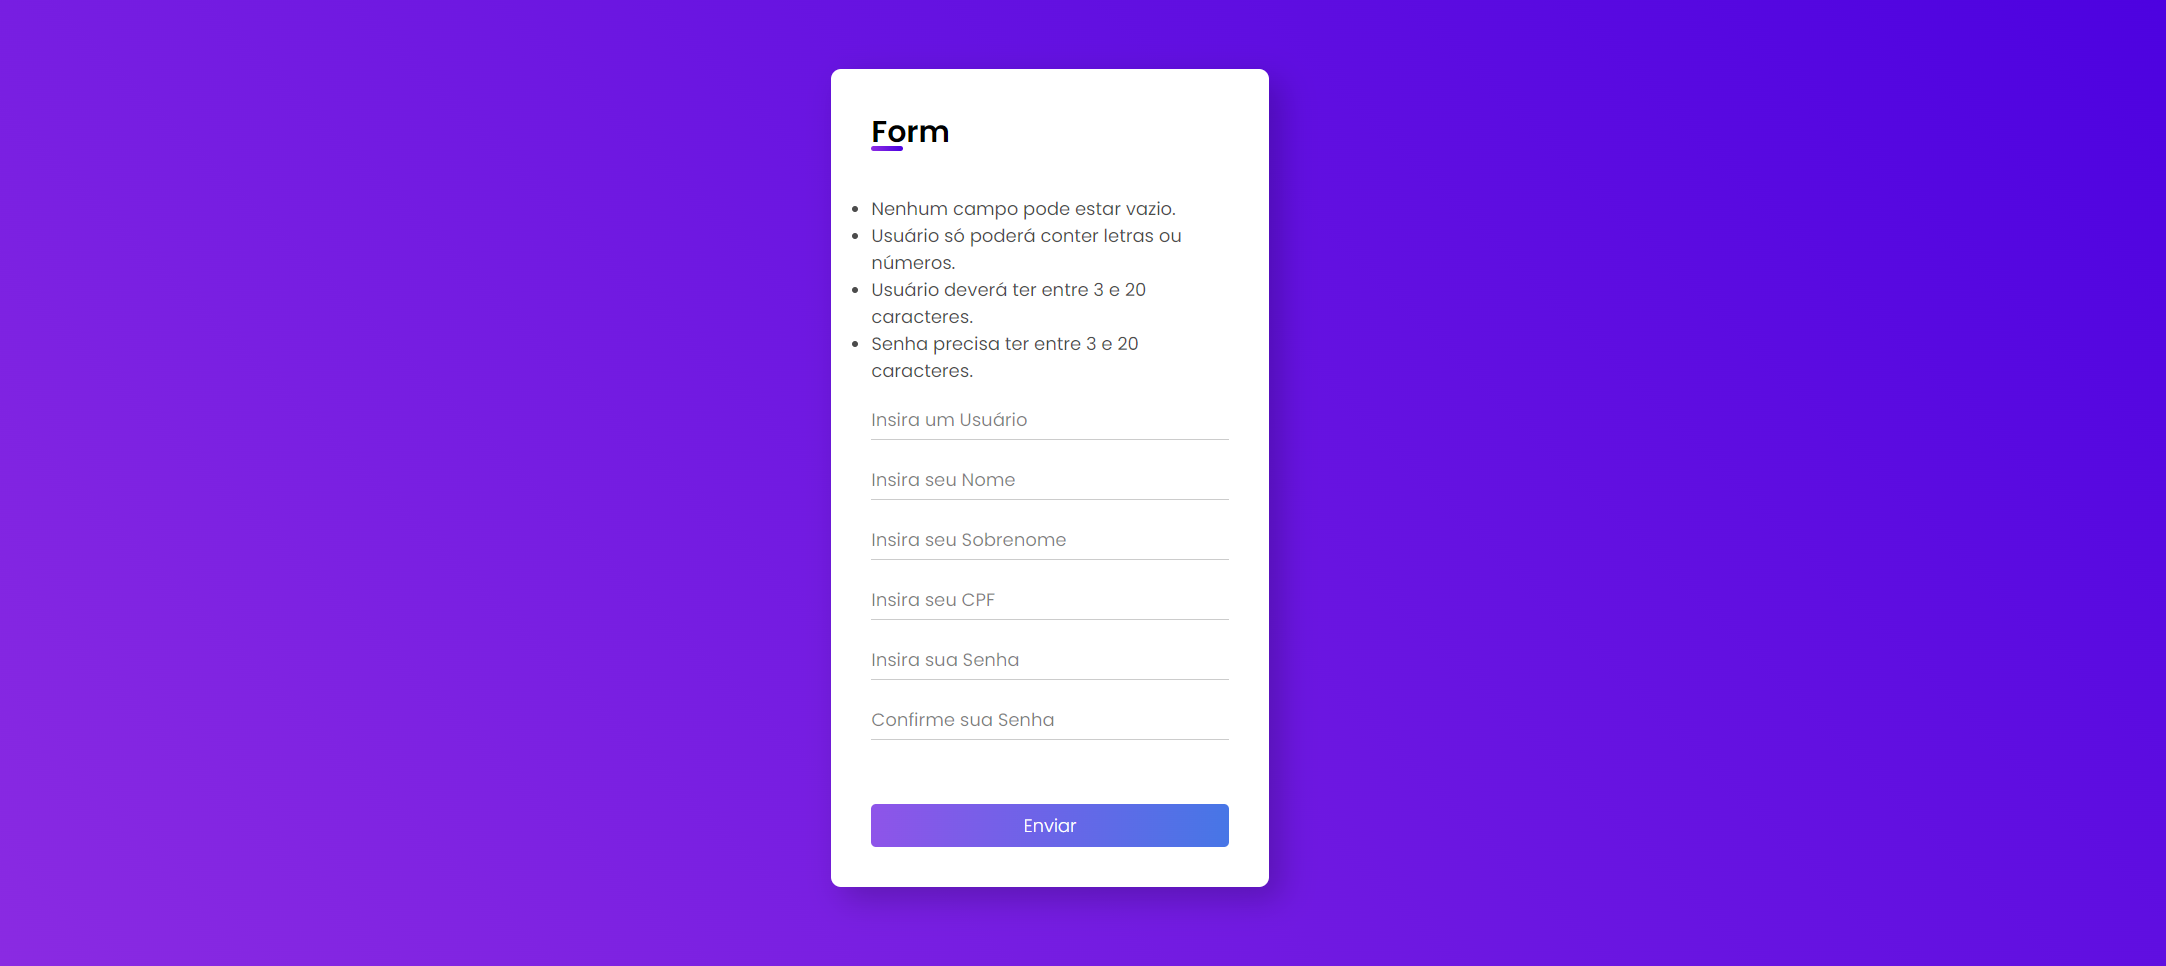 Form
Nenhum campo pode estar vazio.
Usuário só poderá conter letras ou
números.
Usuário deverá ter entre 3 e 20
caracteres.
Senha precisa ter entre 3 e 20
caracteres.
Insira um Usuário
Insira seu Nome
Insira seu Sobrenome
Insira seu CPF
Insira sua Senha
Confirme sua Senha
Enviar